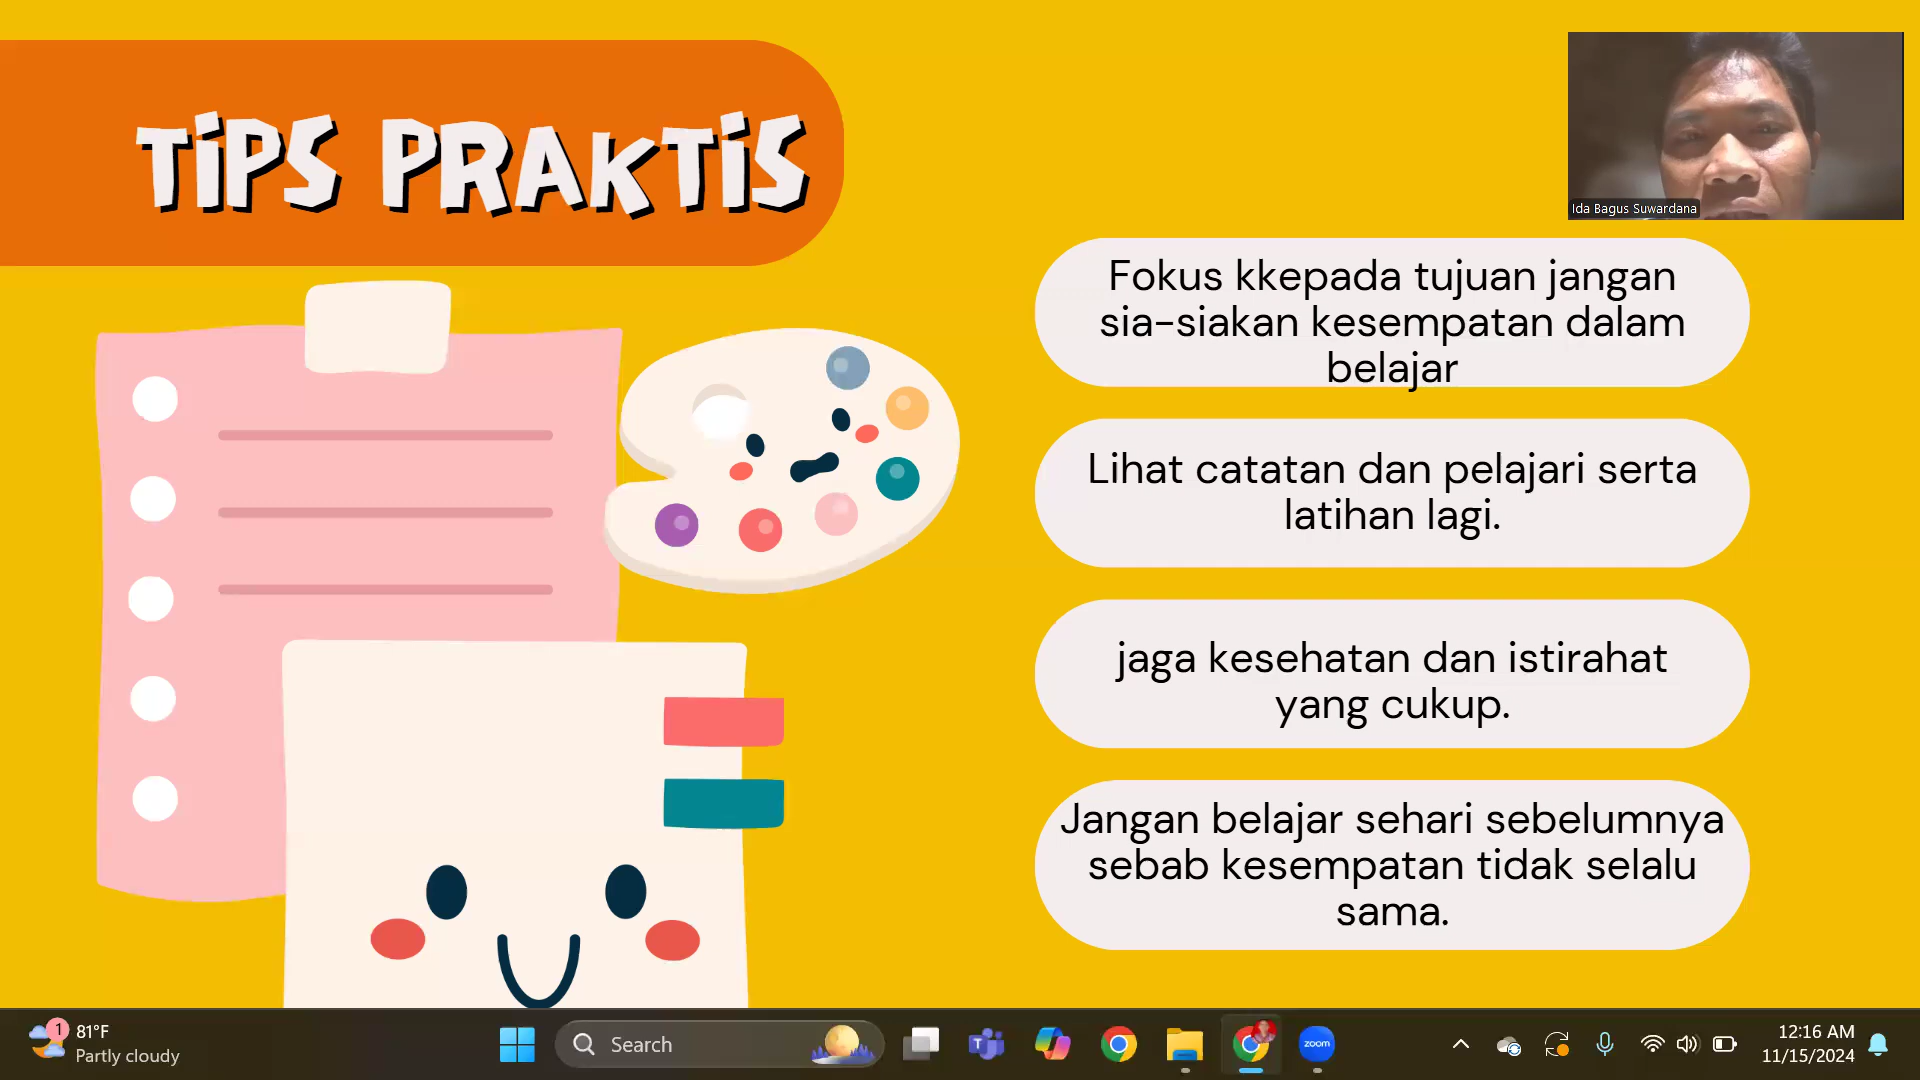 TiPS PRAKTiS
Ida Bagus Suwardana
Fokus kkepada tujuan jangan
sia-siakan kesempatan dalam
belajar
Lihat catatan dan pelajari serta
latihan lagi.
jaga kesehatan dan istirahat
yang cukup.
Jangan belajar sehari sebelumnya
sebab kesempatan tidak selalu
sama.
1
81°F
Partly cloudy
Search
zoom
12:16 AM
11/15/2024